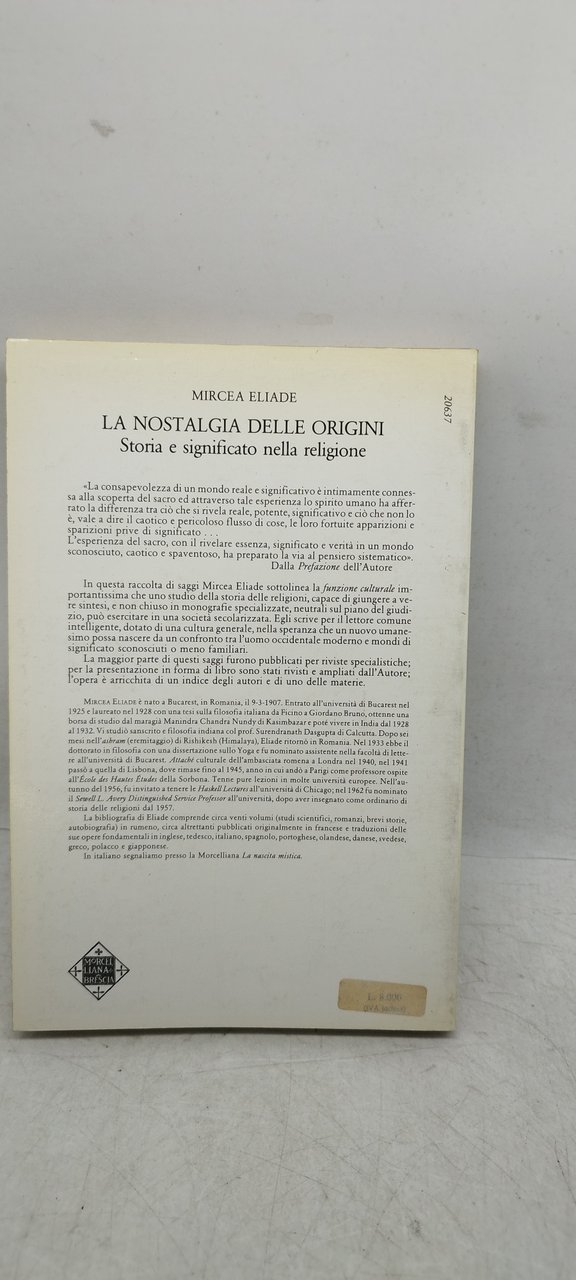 MIRCEA ELIADE
20637
LA NOSTALGIA DELLE ORIGINI
Storia e significato nella religione
«La consapevolezza di un mondo reale e significativo è intimamente connes-
sa alla scoperta del sacro ed attraverso tale esperienza lo spirito umano ha affer-
rato la differenza tra ciò che si rivela reale, potente, significativo e ciò che non lo
è, vale a dire il caotico e pericoloso flusso di cose, le loro fortuite apparizioni e
sparizioni prive di significato . . .
L'esperienza del sacro, con il rivelare essenza, significato e verità in un mondo
sconosciuto, caotico e spaventoso, ha preparato la via al pensiero sistematico».
Dalla Prefazione dell'Autore
In questa raccolta di saggi Mircea Eliade sottolinea la funzione culturale im-
portantissima che uno studio della storia delle religioni, capace di giungere a ve-
re sintesi, e non chiuso in monografie specializzate, neutrali sul piano del giudi-
zio, può esercitare in una società secolarizzata. Egli scrive per il lettore comune
intelligente, dotato di una cultura generale, nella speranza che un nuovo umane-
simo possa nascere da un confronto tra l'uomo occidentale moderno e mondi di
significato sconosciuti o meno familiari.
La maggior parte di questi saggi furono pubblicati per riviste specialistiche;
per la presentazione in forma di libro sono stati rivisti e ampliati dall'Autore;
l'opera è arricchita di un indice degli autori e di uno delle materie.
MIRCEA ELIADE è nato a Bucarest, in Romania, il 9-3-1907. Entrato all'università di Bucarest nel
1925 e laureato nel 1928 con una tesi sulla filosofia italiana da Ficino a Giordano Bruno, ottenne una
borsa di studio dal maragià Manindra Chandra Nundy di Kasimbazar e poté vivere in India dal 1928
al 1932. Vi studiò sanscrito e filosofia indiana col prof. Surendranath Dasgupta di Calcutta. Dopo sei
mesi nell'ashram (eremitaggio) di Rishikesh (Himalaya), Eliade ritornò in Romania. Nel 1933 ebbe il
dottorato in filosofia con una dissertazione sullo Yoga e fu nominato assistente nella facoltà di lette-
re all'università di Bucarest. Attaché culturale dell'ambasciata romena a Londra nel 1940, nel 1941
passò a quella di Lisbona, dove rimase fino al 1945, anno in cui andò a Parigi come professore ospite
all'École des Hautes Études della Sorbona. Tenne pure lezioni in molte università europee. Nell'au-
tunno del 1956, fu invitato a tenere le Haskell Lectures all'università di Chicago; nel 1962 fu nominato
il Sewell L. Avery Distinguished Service Professor all'università, dopo aver insegnato come ordinario di
storia delle religioni dal 1957.
La bibliografia di Eliade comprende circa venti volumi (studi scientifici, romanzi, brevi storie,
autobiografia) in rumeno, circa altrettanti pubblicati originalmente in francese e traduzioni delle
sue opere fondamentali in inglese, tedesco, italiano, spagnolo, portoghese, olandese, danese, svedese,
greco, polacco e giapponese.
In italiano segnaliamo presso la Morcelliana La nascita mistica.
MORCEL
LIANA
BRESCIA
L. 8.000